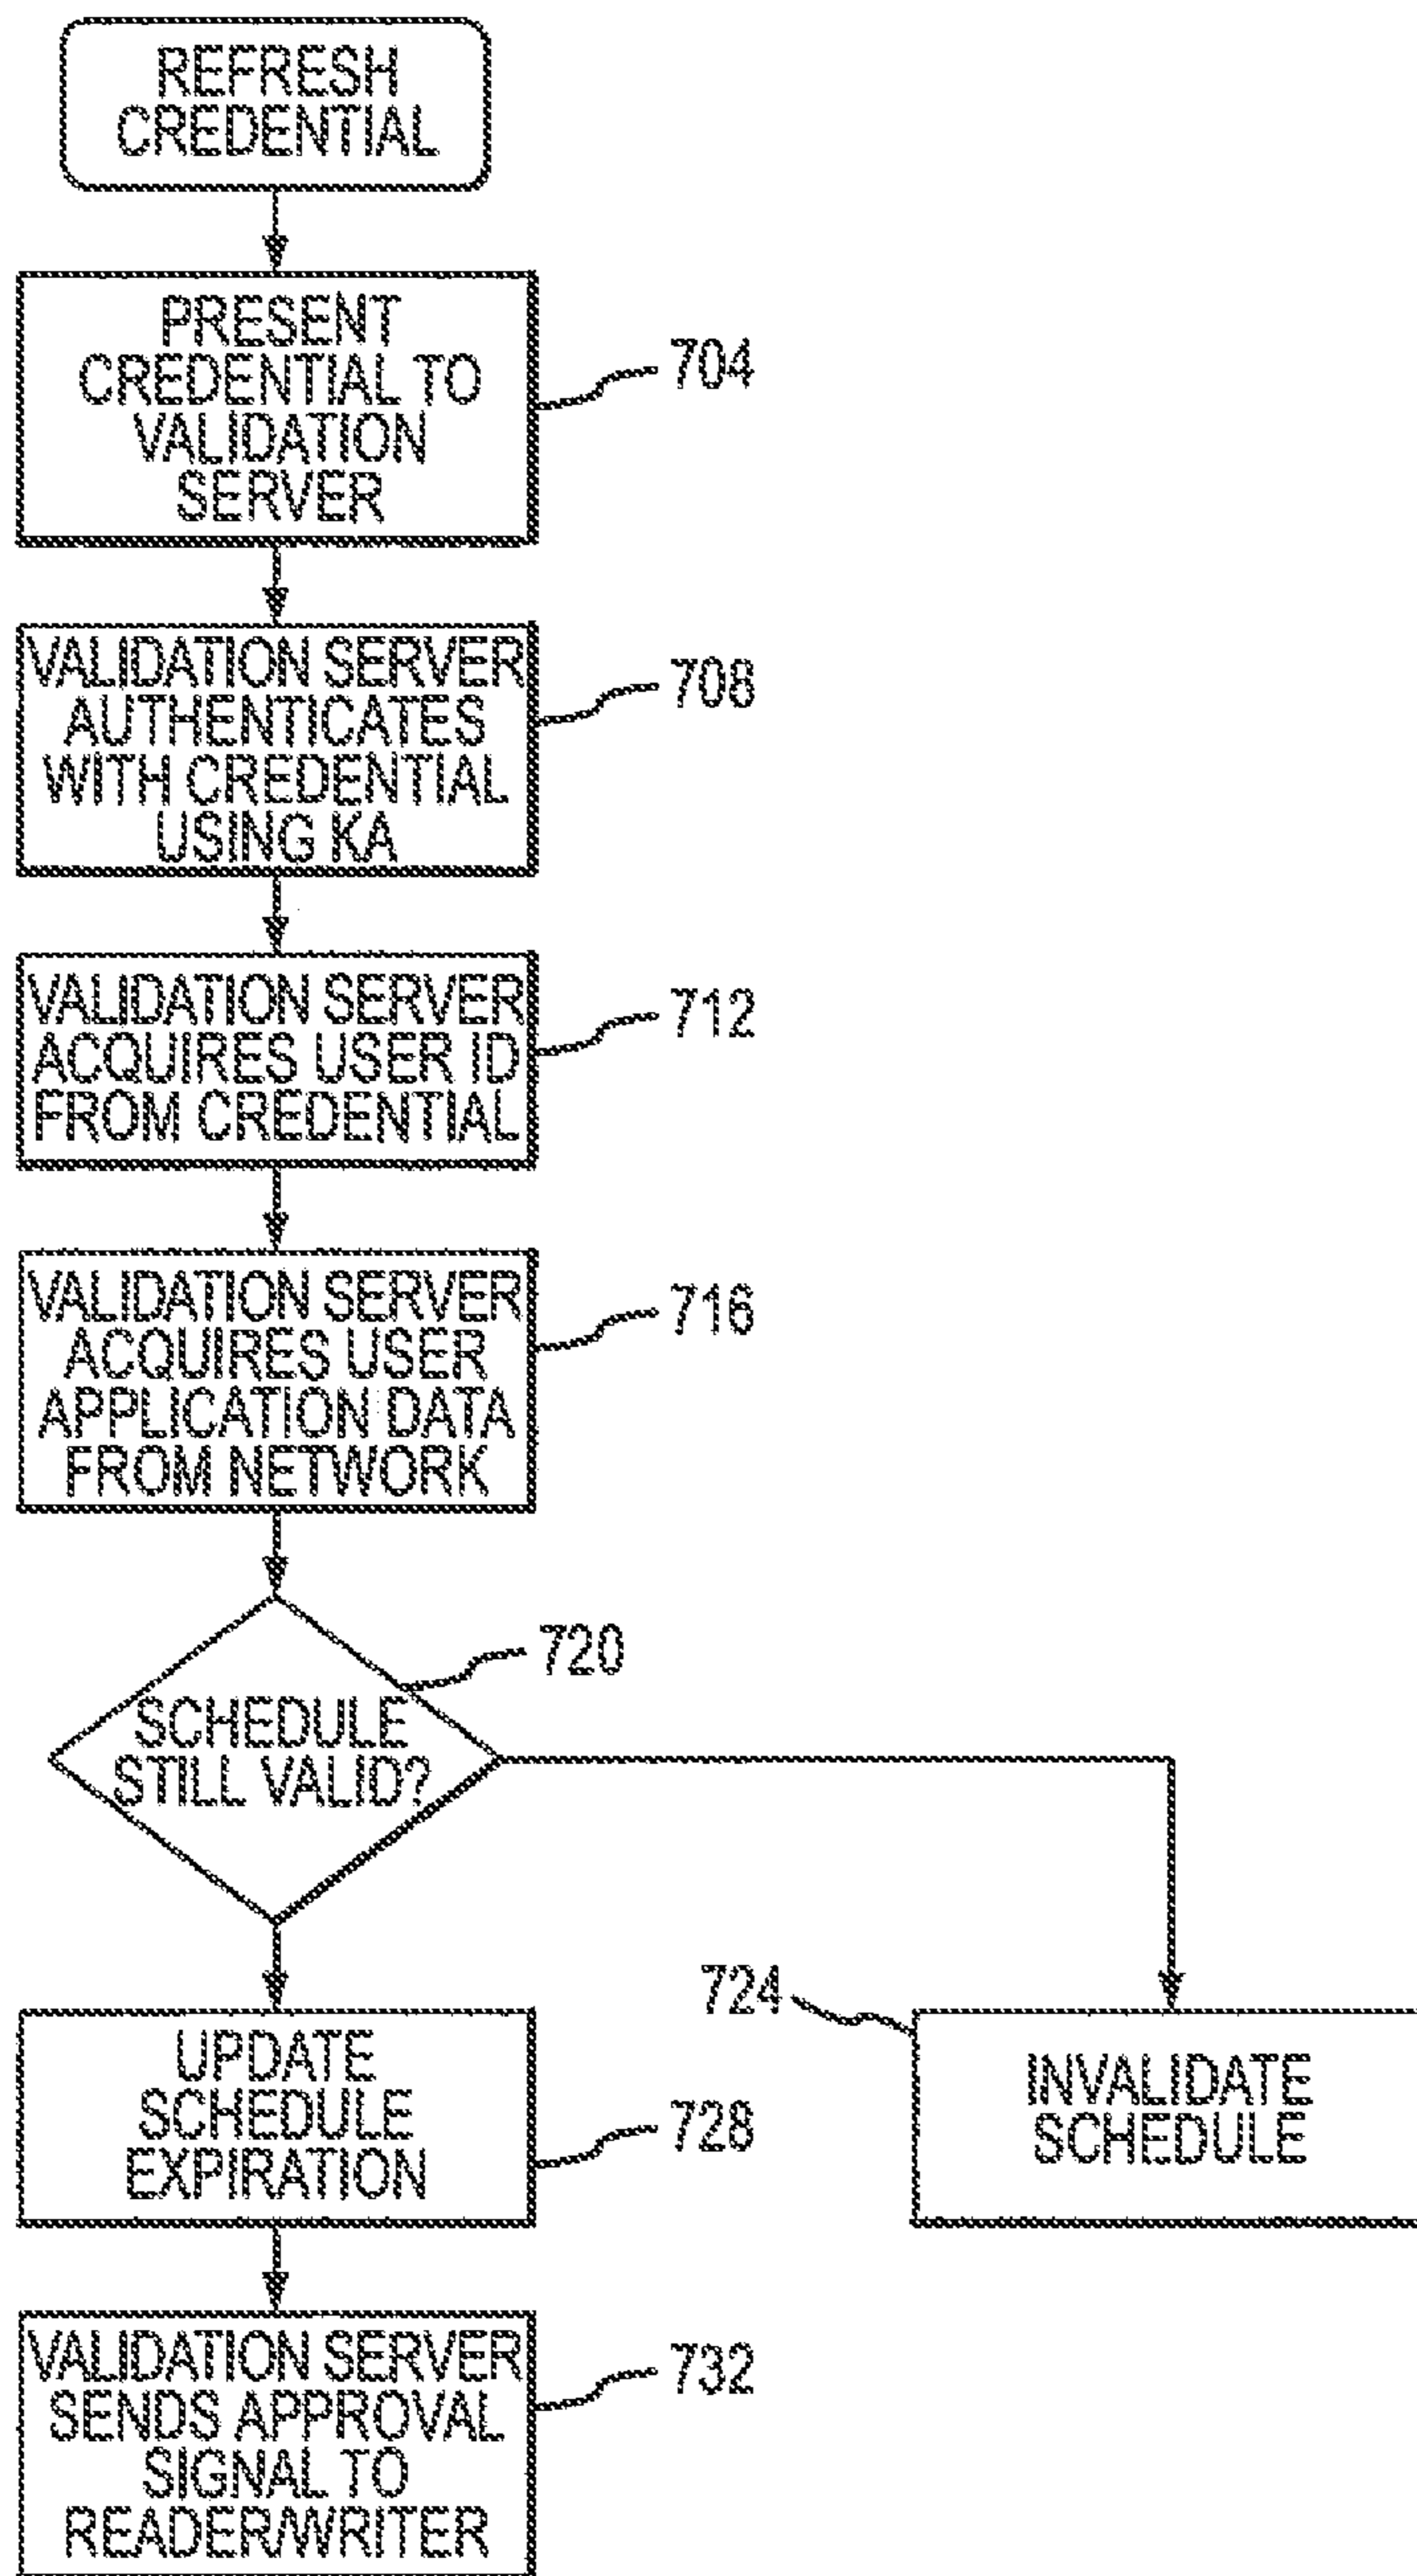 REFRESH
CREDENTIAL
PRESENT
CREDENTIAL TO
VALIDATION
SERVER
704
VALIDATION SERVER
AUTHENTICATES
WITH CREDENTIAL
USING KA
708
VALIDATION SERVER
ACQUIRES USER ID
FROM CREDENTIAL
712
VALIDATION SERVER
ACQUIRES USER
APPLICATION DATA
FROM NETWORK
716
SCHEDULE
STILL VALID?
720
UPDATE
SCHEDULE
EXPIRATION
728
724
INVALIDATE
SCHEDULE
VALIDATION SERVER
SENDS APPROVAL
SIGNAL TO
READER/WRITER
732